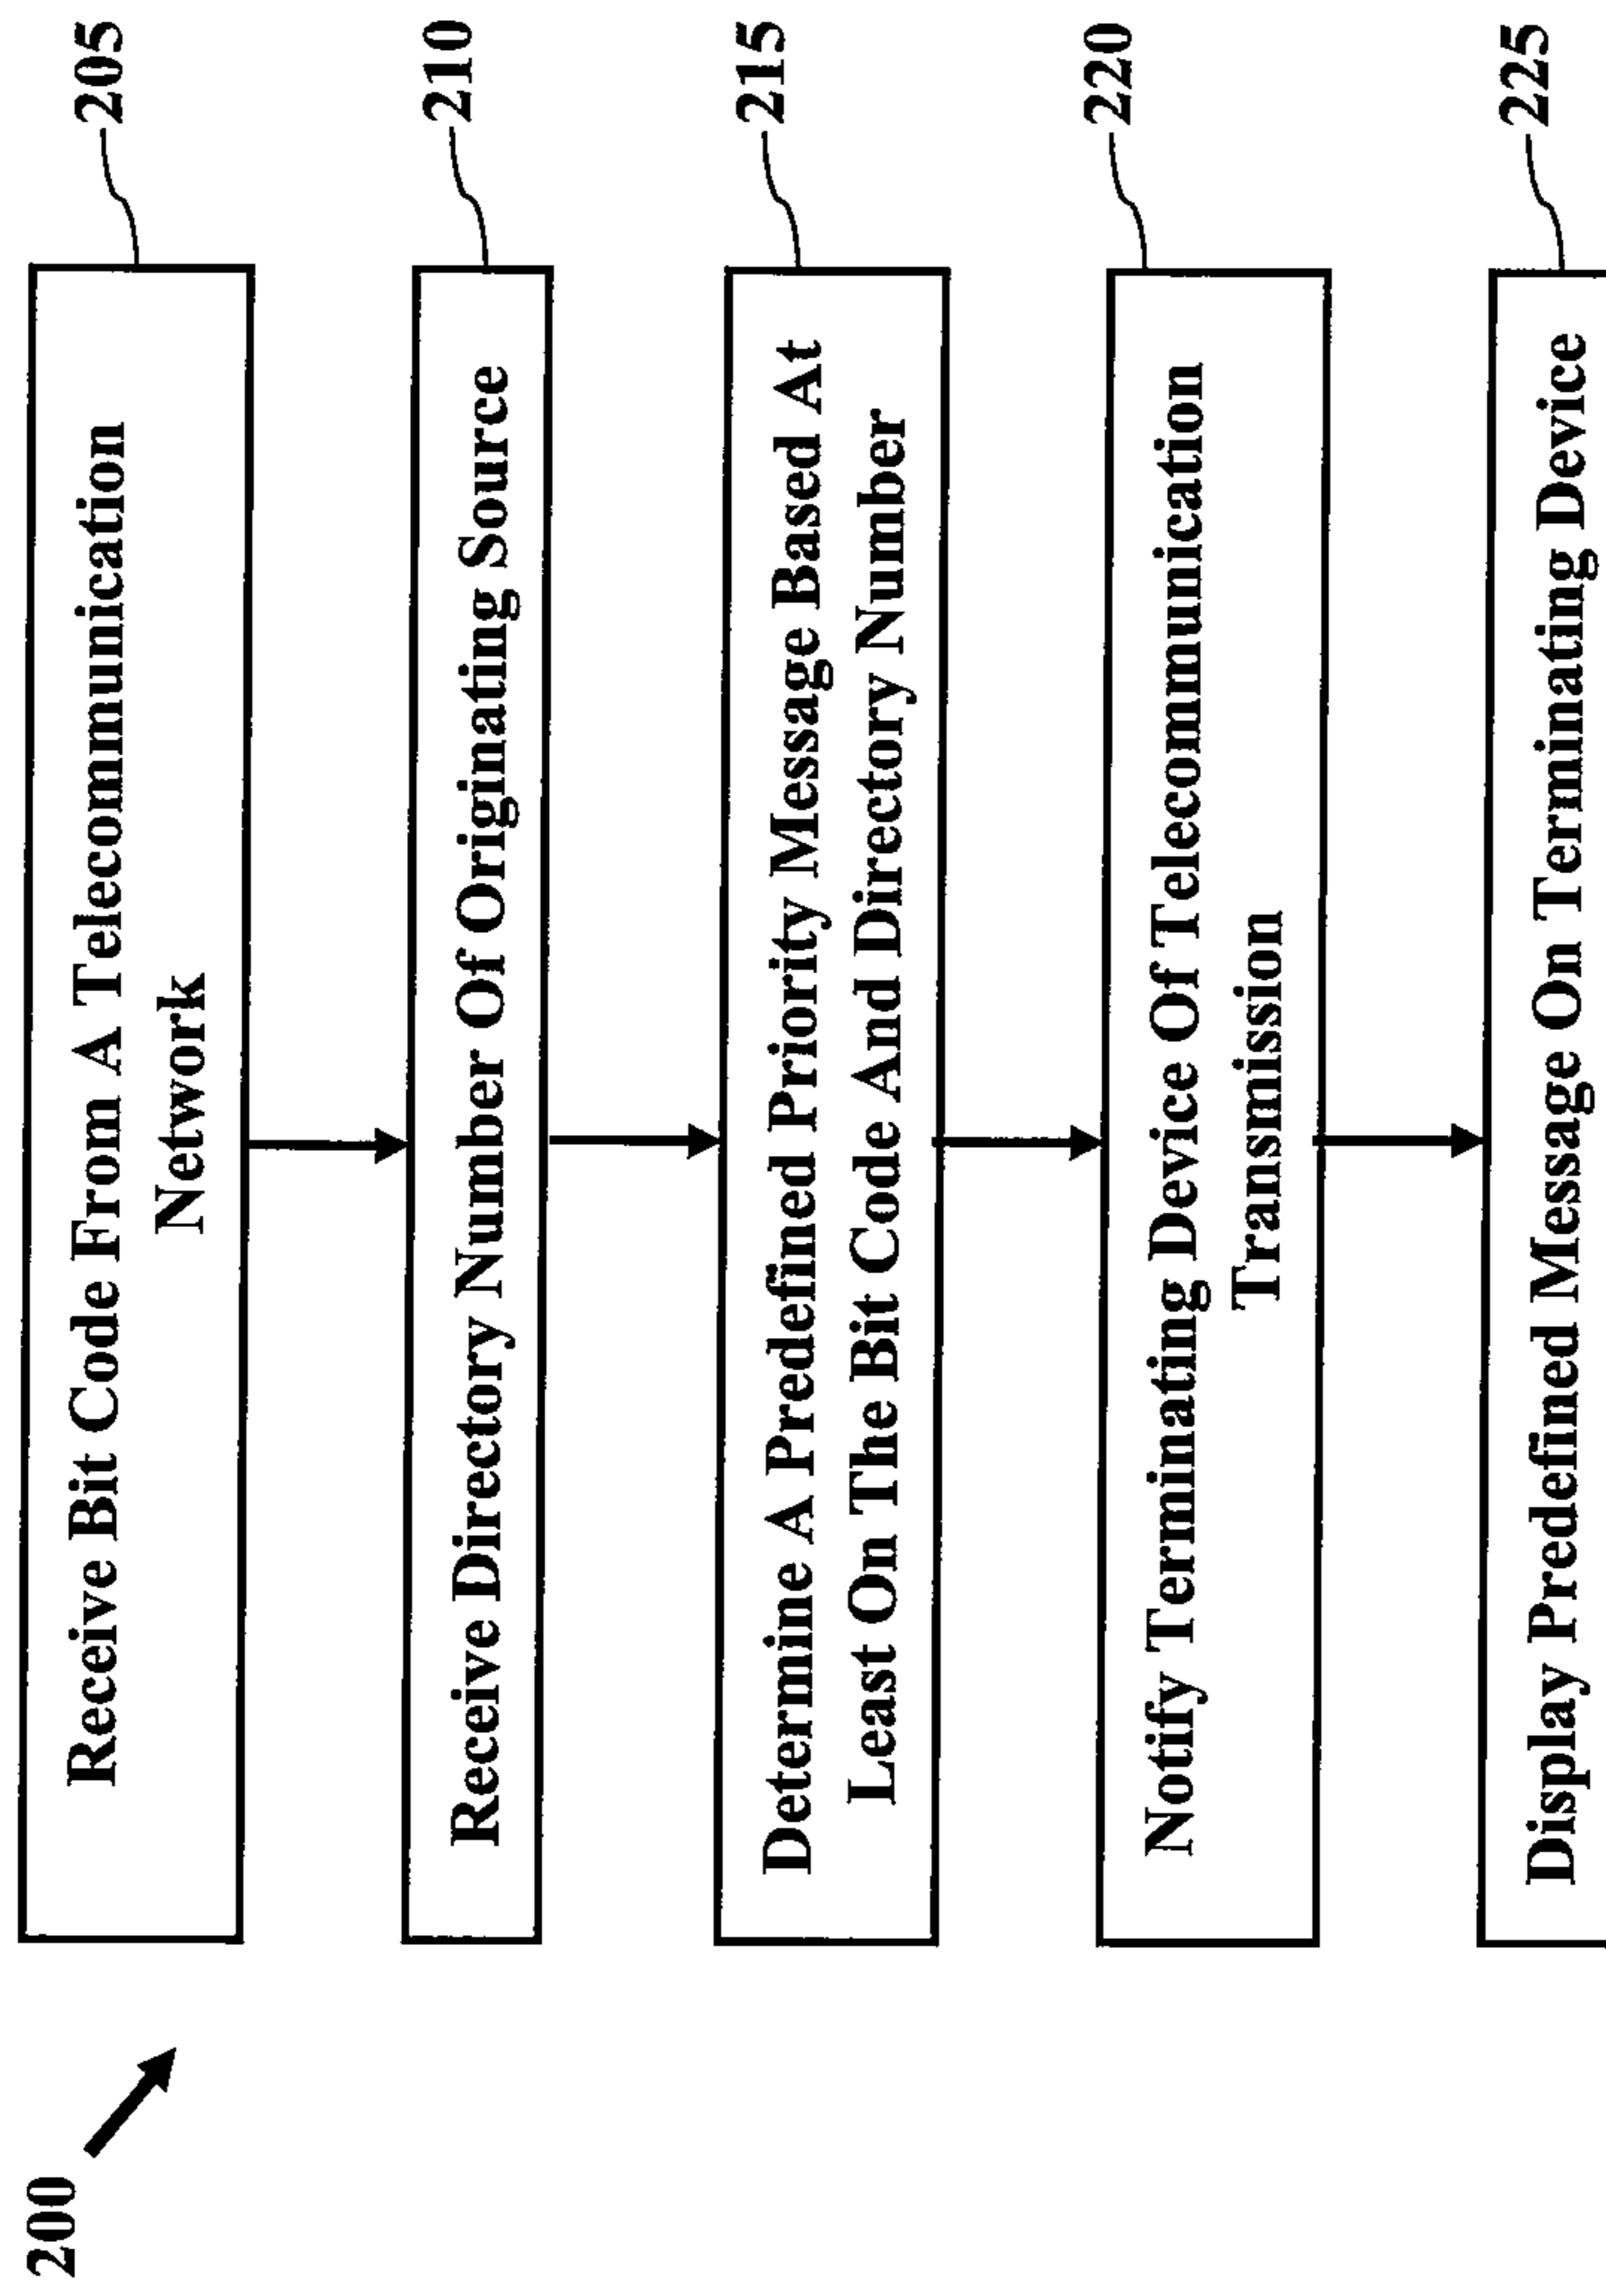 200
Receive Bit Code From A Telecommunication
Network
205
Receive Directory Number Of Originating Source
210
Determine A Predefined Priority Message Based At
Least On The Bit Code And Directory Number
215
Notify Terminating Device Of Telecommunication
Transmission
220
Display Predefined Message On Terminating Device
225